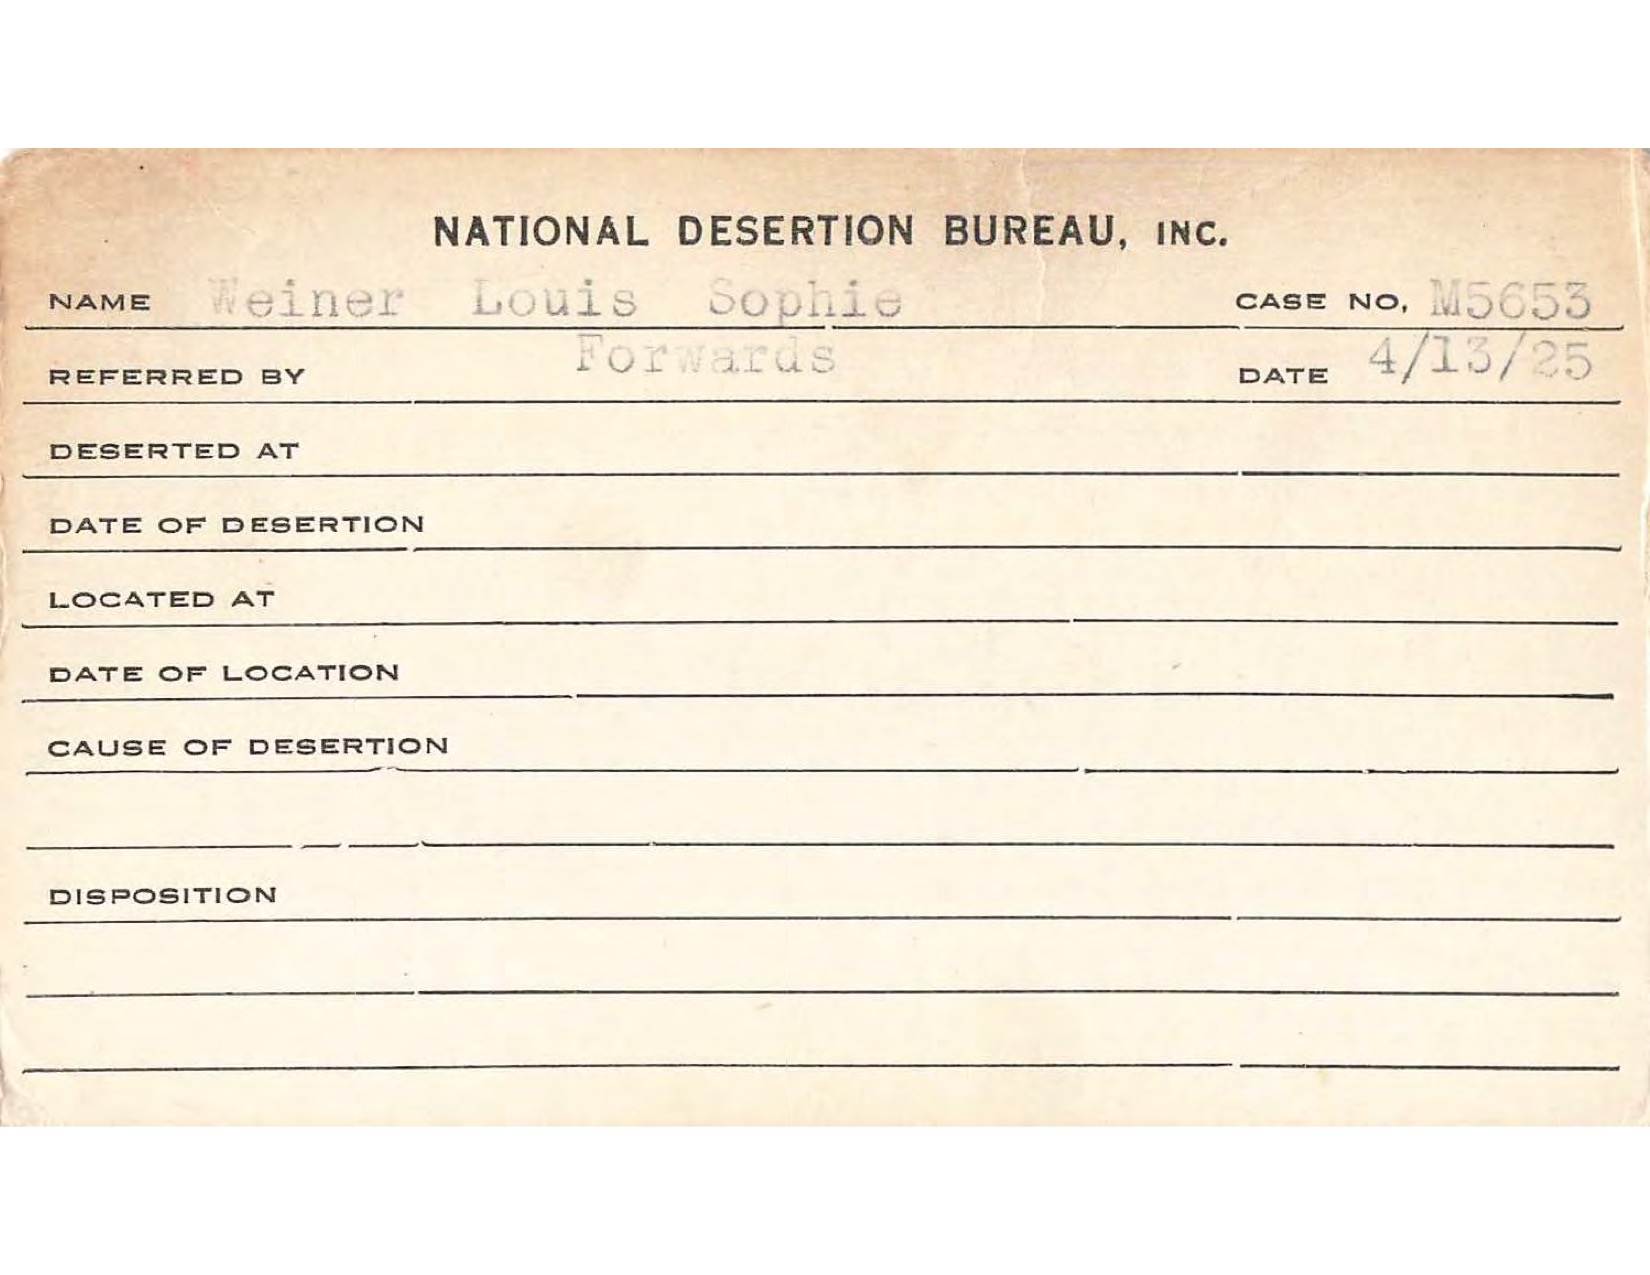 NATIONAL DESERTION BUREAU, INC.
NAME Weiner Louis Sophie CASE NO. M5653
REFERRED BY Forwards DATE 4/13/25
DESERTED AT
DATE OF DESERTION
LOCATED AT
DATE OF LOCATION
CAUSE OF DESERTION
DISPOSITION